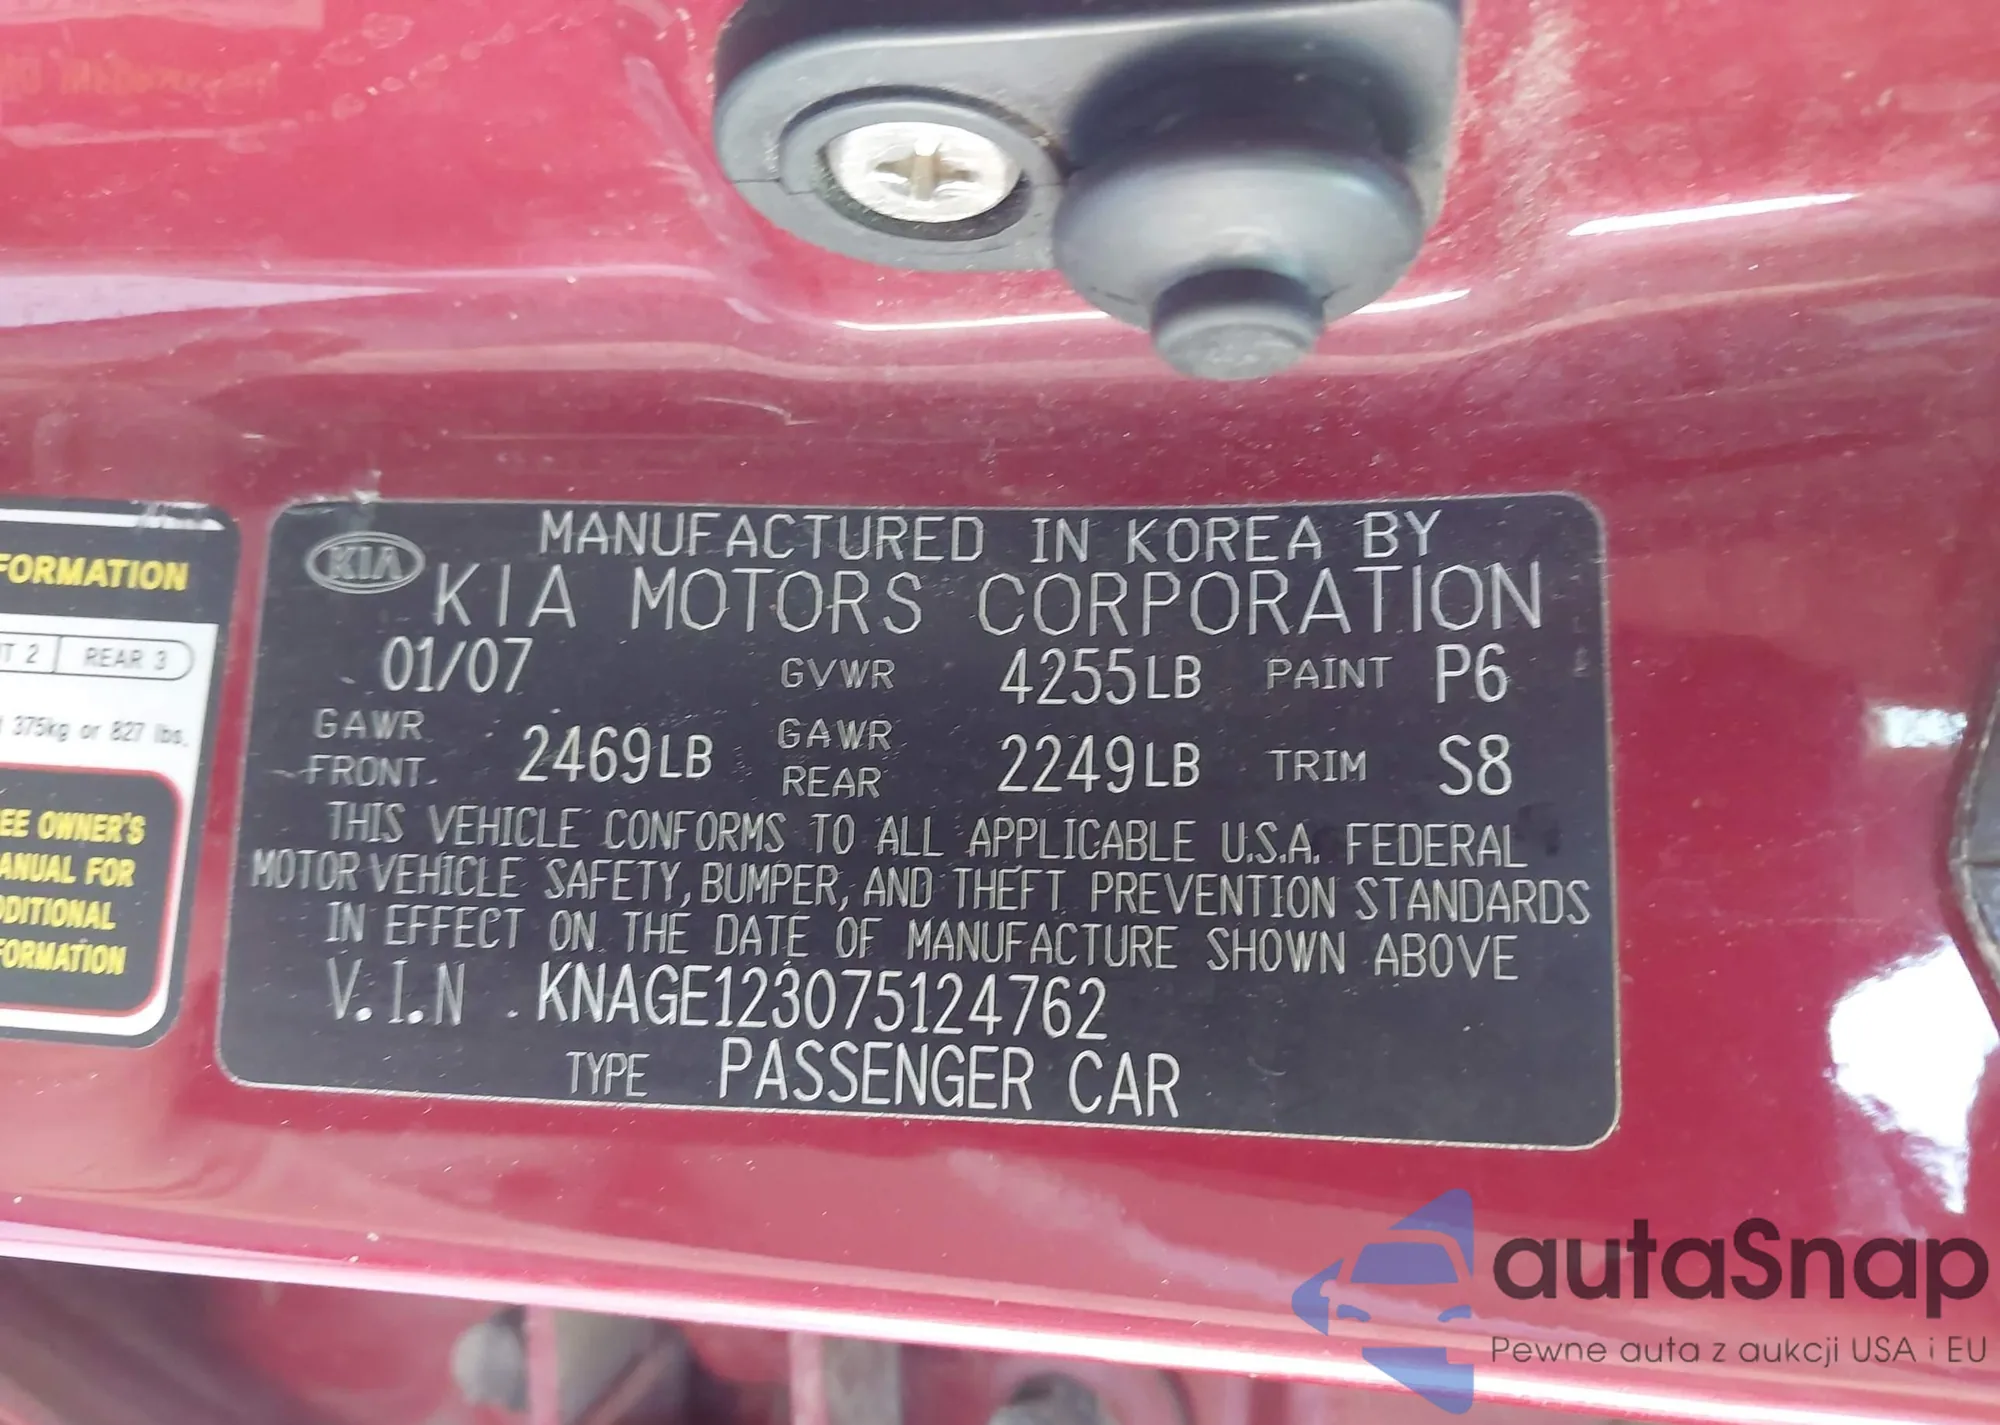 FORMATION
T 2 REAR 3
375kg or 827 lbs.
EE OWNER'S
ANUAL FOR
DDITIONAL
FORMATION
KIA
MANUFACTURED IN KOREA BY
KIA MOTORS CORPORATION
01/07 GVWR 4255LB PAINT P6
GAWR FRONT 2469LB GAWR REAR 2249LB TRIM S8
THIS VEHICLE CONFORMS TO ALL APPLICABLE U.S.A. FEDERAL
MOTOR VEHICLE SAFETY, BUMPER, AND THEFT PREVENTION STANDARDS
IN EFFECT ON THE DATE OF MANUFACTURE SHOWN ABOVE
V.I.N. KNAGE123075124762
TYPE PASSENGER CAR
autaSnap
Pewne auta z aukcji USA i EU